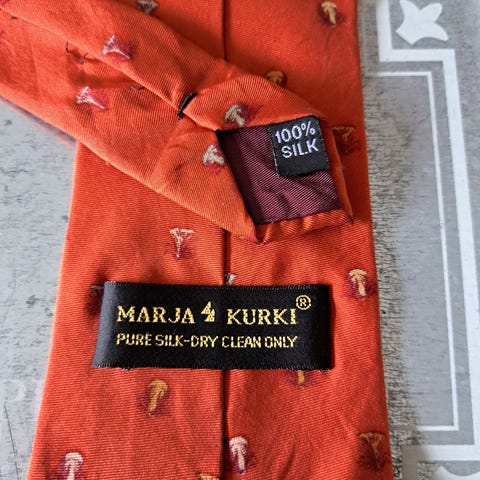 100%
SILK
MARJA KURKI ®
PURE SILK-DRY CLEAN ONLY